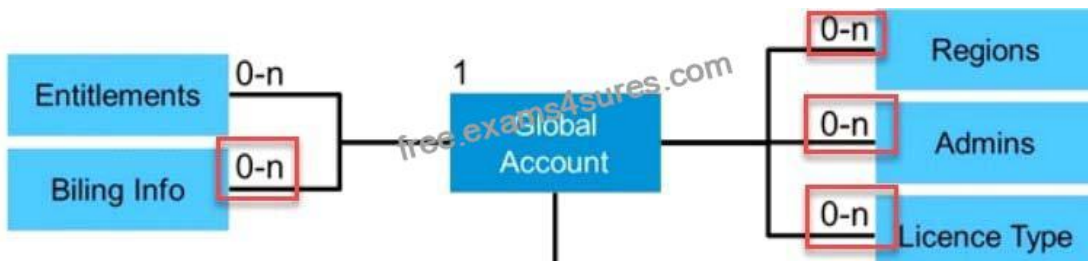 0-n
Regions
Entitlements
0-n
1
free.exams4sures.com
Global
Account
0-n
Admins
Biling Info
0-n
0-n
Licence Type